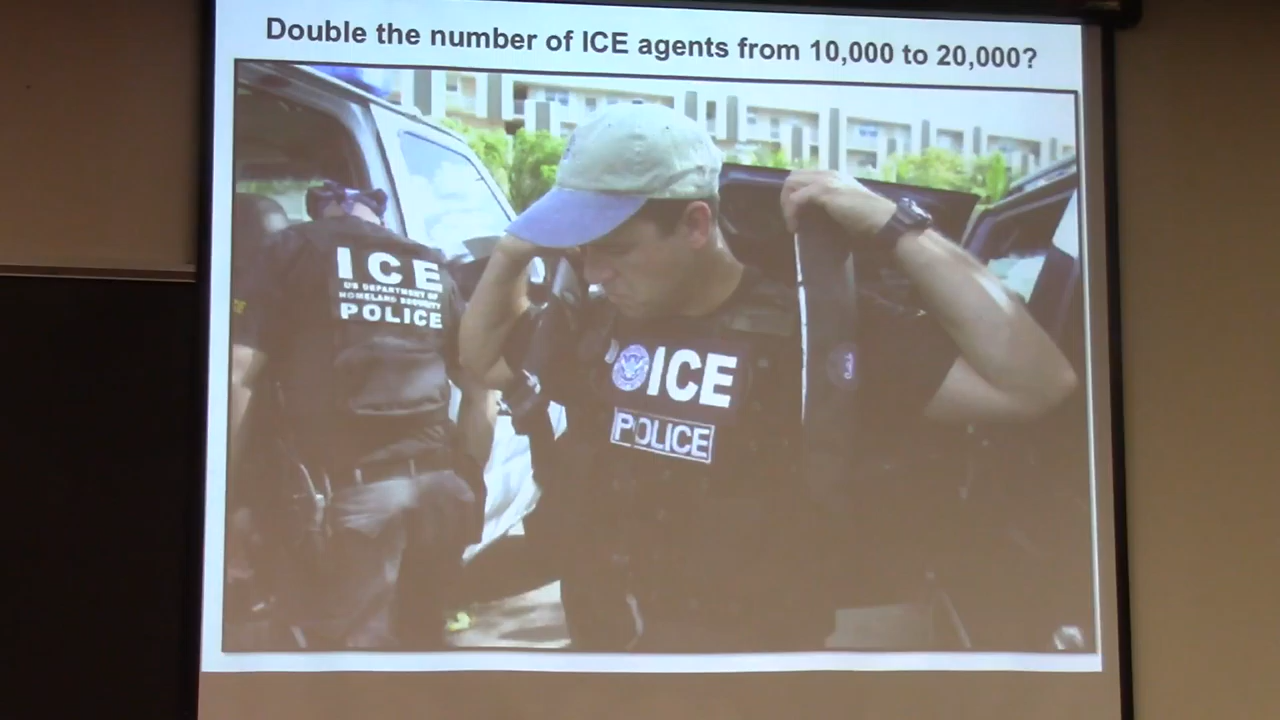 Double the number of ICE agents from 10,000 to 20,000?
ICE
US DEPARTMENT OF
HOMELAND SECURITY
POLICE
ICE
POLICE